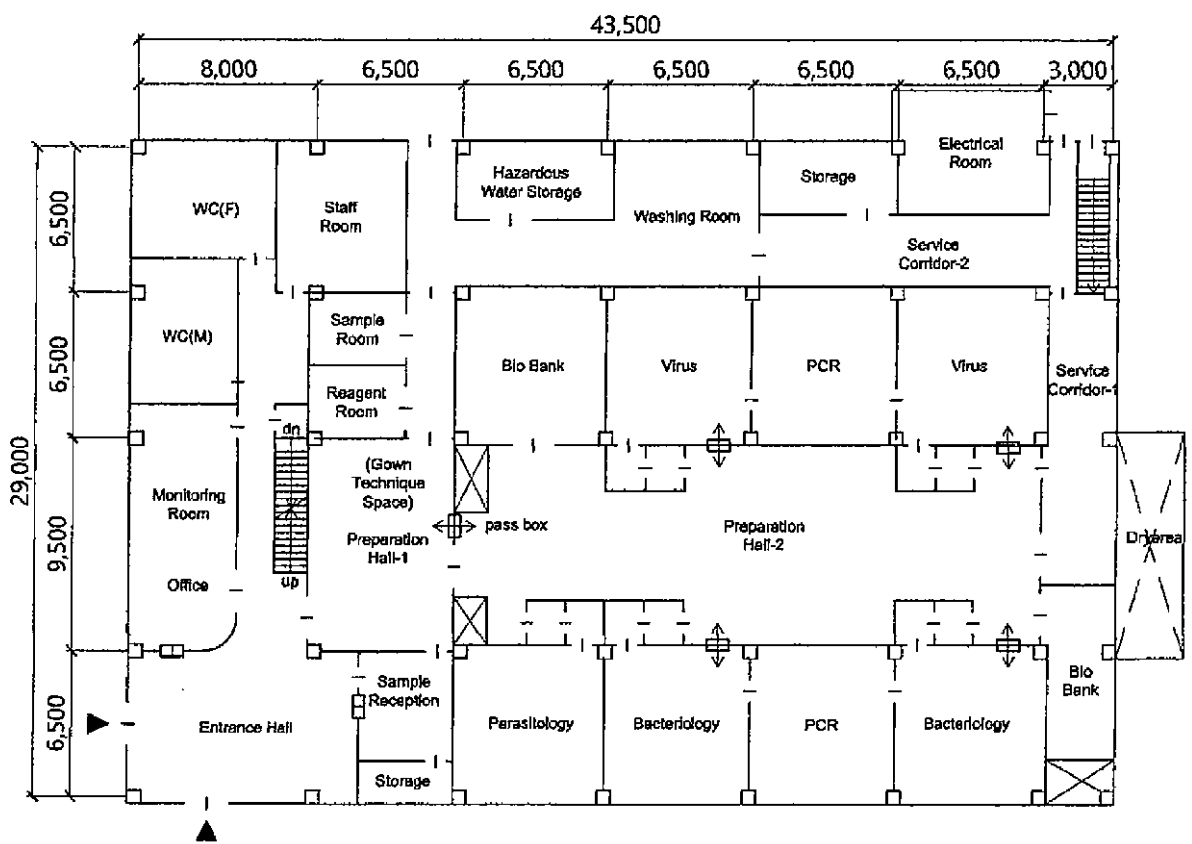 43,500
8,000 6,500 6,500 6,500 6,500 6,500 3,000
29,000
6,500
6,500
9,500
6,500
WC(F)
Staff
Room
Hazardous
Water Storage
Washing Room
Storage
Electrical
Room
Service
Corridor-2
WC(M)
Sample
Room
Reagent
Room
Bio Bank
Virus
PCR
Virus
Service
Corridor-1
dn
up
Monitoring
Room
Office
(Gown
Technique
Space)
Preparation
Hall-1
pass box
Preparation
Hall-2
Dryarea
Entrance Hall
Sample
Reception
Storage
Parasitology
Bacteriology
PCR
Bacteriology
Bio
Bank